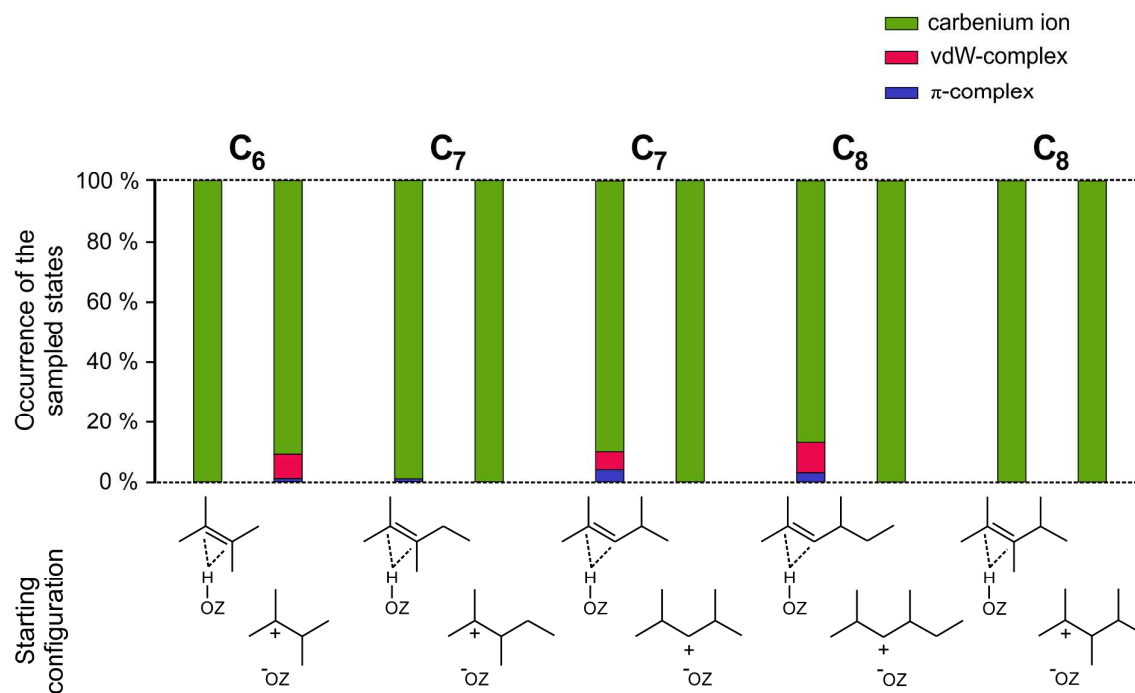 carbenium ion
vdW-complex
π-complex
C₆ C₇ C₇ C₈ C₈
100 %
80 %
60 %
40 %
20 %
0 %
Occurrence of the
sampled states
H H H H H
OZ OZ OZ OZ OZ
+ + + + +
⁻OZ ⁻OZ ⁻OZ ⁻OZ ⁻OZ
Starting
configuration